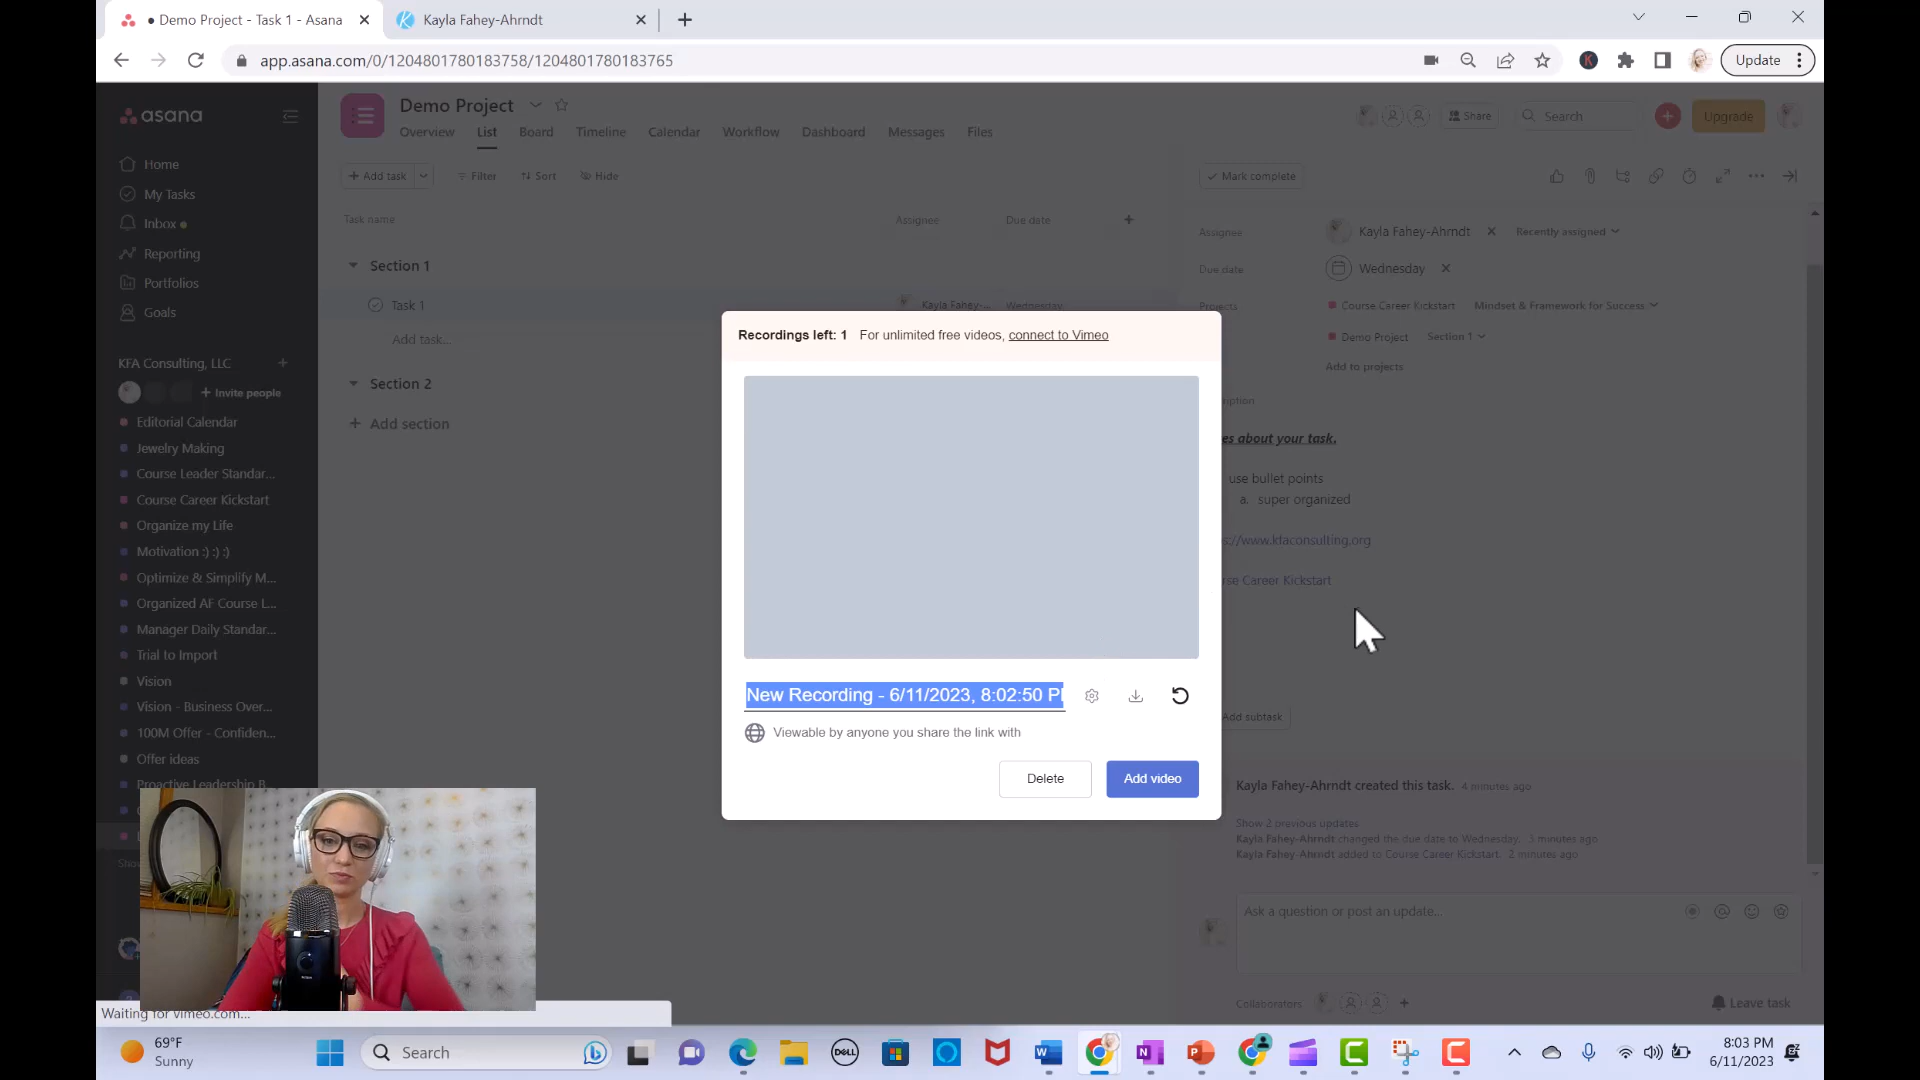 • Demo Project - Task 1 - Asana
Kayla Fahey-Ahrndt
app.asana.com/0/1204801780183758/1204801780183765
Update
asana
Demo Project
Overview List Board Timeline Calendar Workflow Dashboard Messages Files
Share
Search
Upgrade
Home
My Tasks
Inbox
Reporting
Portfolios
Goals
KFA Consulting, LLC
Invite people
Editorial Calendar
Jewelry Making
Course Leader Standar...
Course Career Kickstart
Organize my Life
Motivation :) :) :)
Optimize & Simplify M...
Organized AF Course L...
Manager Daily Standar...
Trial to Import
Vision
Vision - Business Over...
100M Offer - Confiden...
Offer ideas
Proactive Leadership B...
+ Add task
Filter
Sort
Hide
Task name
Assignee
Due date
Section 1
Task 1
Kayla Fahey-...
Wednesday
Add task...
Section 2
+ Add section
Mark complete
Assignee
Kayla Fahey-Ahrndt
Recently assigned
Due date
Wednesday
Projects
Course Career Kickstart
Mindset & Framework for Success
Demo Project
Section 1
Add to projects
ription
es about your task.
use bullet points
a. super organized
s://www.kfaconsulting.org
rse Career Kickstart
Add subtask
Kayla Fahey-Ahrndt created this task. 4 minutes ago
Show 2 previous updates
Kayla Fahey-Ahrndt changed the due date to Wednesday. 3 minutes ago
Kayla Fahey-Ahrndt added to Course Career Kickstart. 2 minutes ago
Ask a question or post an update...
Collaborators
Leave task
Recordings left: 1 For unlimited free videos, connect to Vimeo
New Recording - 6/11/2023, 8:02:50 P
Viewable by anyone you share the link with
Delete
Add video
Waiting for vimeo.com...
69°F
Sunny
Search
DELL
8:03 PM
6/11/2023